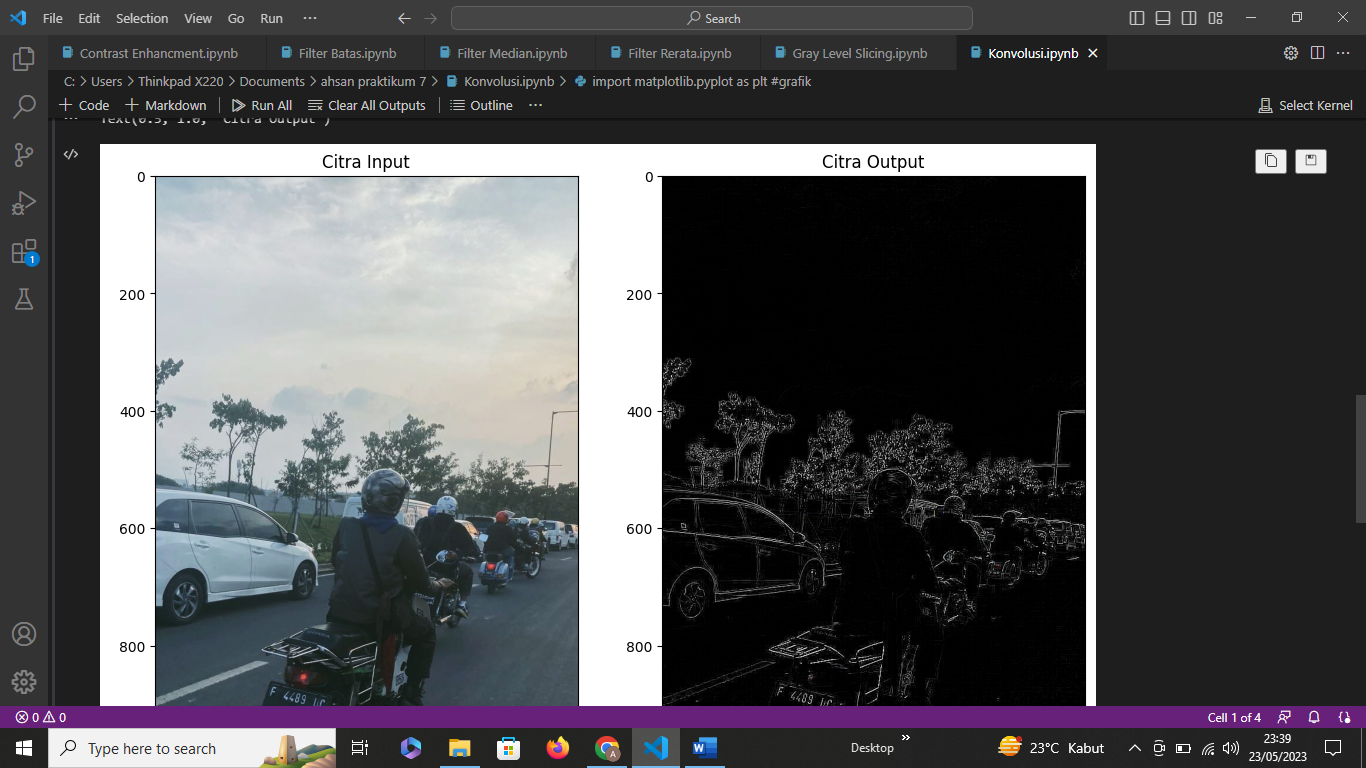 File Edit Selection View Go Run ··· Search
Contrast Enhancment.ipynb Filter Batas.ipynb Filter Median.ipynb Filter Rerata.ipynb Gray Level Slicing.ipynb Konvolusi.ipynb
C: > Users > Thinkpad X220 > Documents > ahsan praktikum 7 > Konvolusi.ipynb > import matplotlib.pyplot as plt #grafik
Code Markdown Run All Clear All Outputs Outline ··· Select Kernel
Text(0.5, 1.0, 'Citra Output')
Citra Input Citra Output
0 0
200 200
400 400
600 600
800 800
F 4489 F 4489
1
0 0 Cell 1 of 4
Type here to search Desktop » 23°C Kabut 23:39
23/05/2023